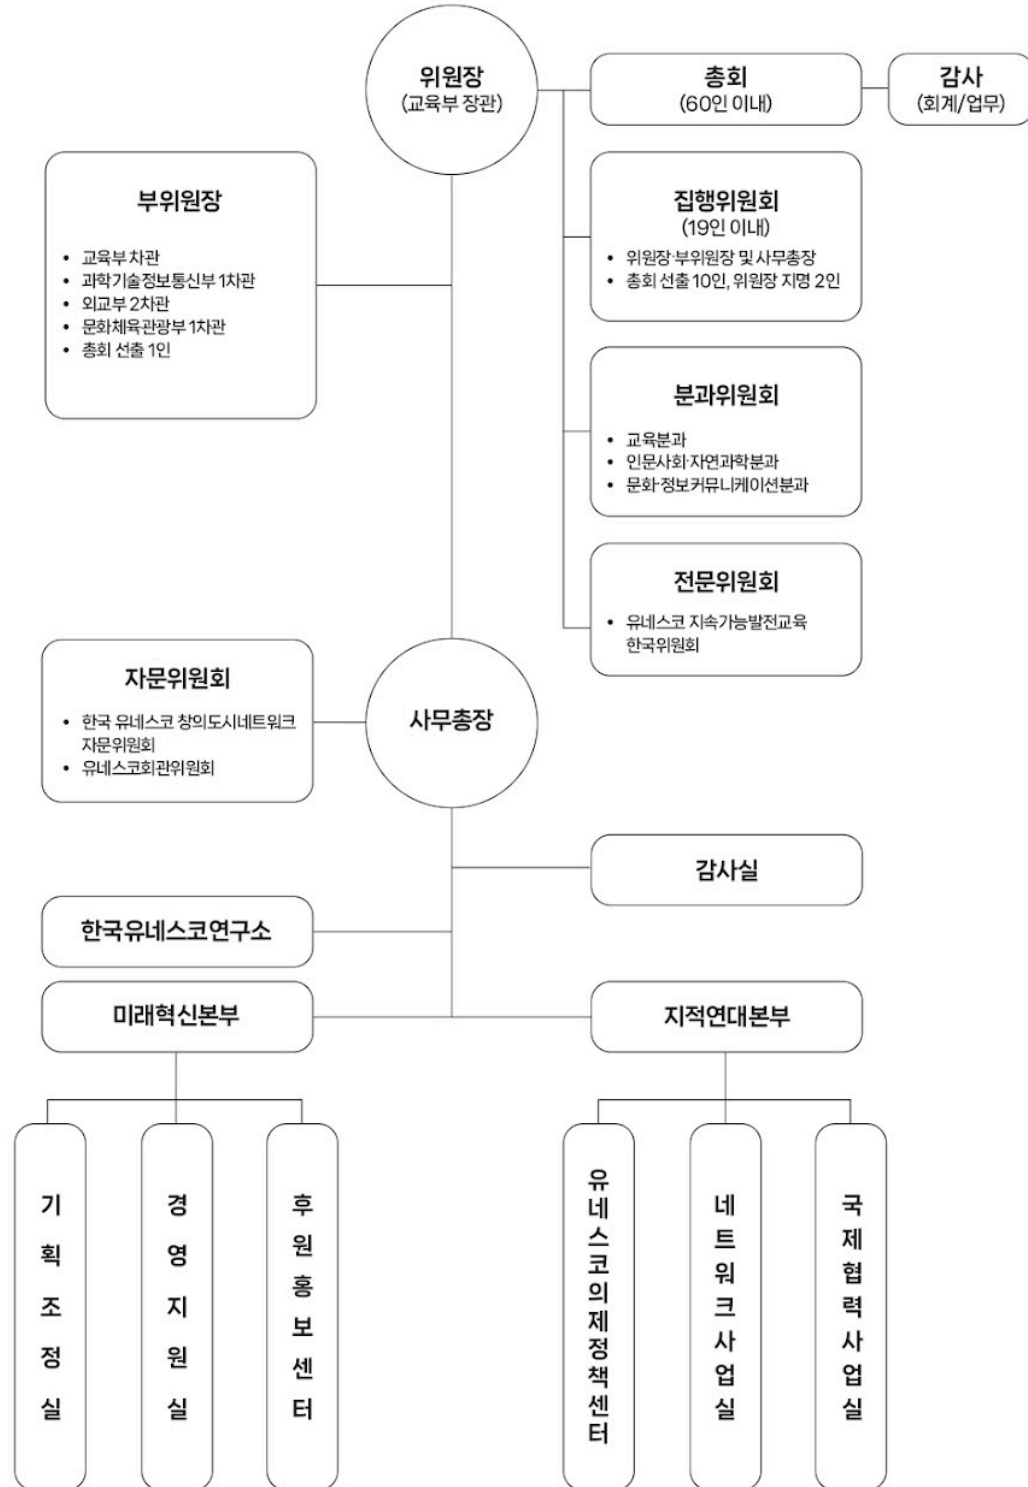 위원장
(교육부 장관)
총회
(60인 이내)
감사
(회계/업무)
부위원장
• 교육부 차관
• 과학기술정보통신부 1차관
• 외교부 2차관
• 문화체육관광부 1차관
• 총회 선출 1인
집행위원회
(19인 이내)
• 위원장·부위원장 및 사무총장
• 총회 선출 10인, 위원장 지명 2인
분과위원회
• 교육분과
• 인문사회·자연과학분과
• 문화·정보커뮤니케이션분과
전문위원회
• 유네스코 지속가능발전교육
한국위원회
자문위원회
• 한국 유네스코 창의도시네트워크
자문위원회
• 유네스코회관위원회
사무총장
감사실
한국유네스코연구소
미래혁신본부
지적연대본부
기획조정실
경영지원실
후원홍보센터
유네스코의제정책센터
네트워크사업실
국제협력사업실